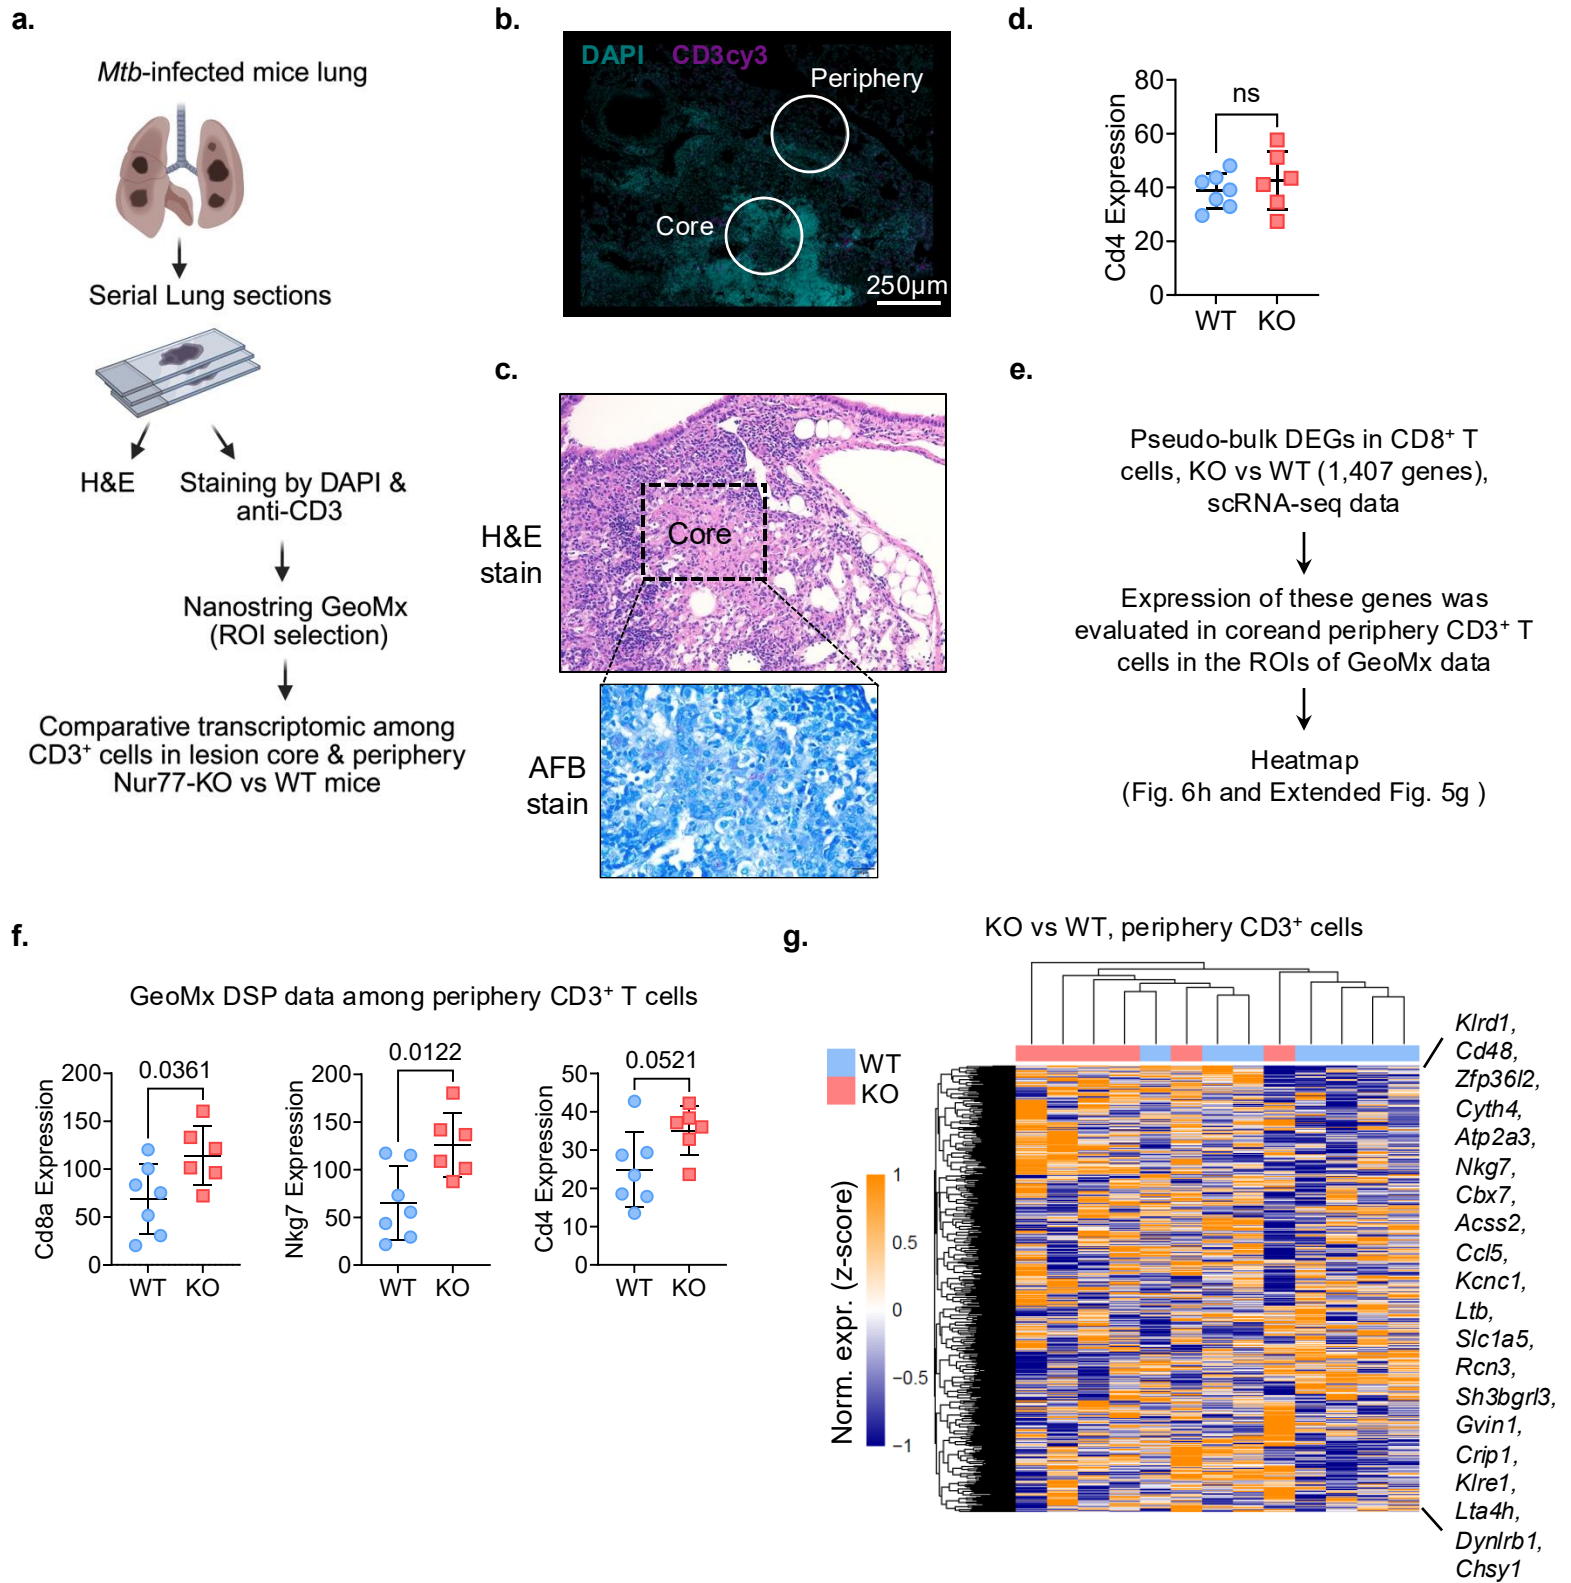 a.
Mtb-infected mice lung
Serial Lung sections
H&E
Staining by DAPI &
anti-CD3
Nanostring GeoMx
(ROI selection)
Comparative transcriptomic among
CD3⁺ cells in lesion core & periphery
Nur77-KO vs WT mice
b.
DAPI CD3cy3
Periphery
Core
250μm
c.
H&E
stain
Core
AFB
stain
d.
Cd4 Expression
80
60
40
20
0
ns
WT KO
e.
Pseudo-bulk DEGs in CD8⁺ T
cells, KO vs WT (1,407 genes),
scRNA-seq data
Expression of these genes was
evaluated in coreand periphery CD3⁺ T
cells in the ROIs of GeoMx data
Heatmap
(Fig. 6h and Extended Fig. 5g )
f.
GeoMx DSP data among periphery CD3⁺ T cells
Cd8a Expression
200
150
100
50
0
0.0361
WT KO
Nkg7 Expression
200
150
100
50
0
0.0122
WT KO
Cd4 Expression
50
40
30
20
10
0
0.0521
WT KO
g.
KO vs WT, periphery CD3⁺ cells
WT
KO
Norm. expr. (z-score)
1
0.5
0
−0.5
−1
Klrd1,
Cd48,
Zfp36l2,
Cyth4,
Atp2a3,
Nkg7,
Cbx7,
Acss2,
Ccl5,
Kcnc1,
Ltb,
Slc1a5,
Rcn3,
Sh3bgrl3,
Gvin1,
Crip1,
Klre1,
Lta4h,
Dynlrb1,
Chsy1